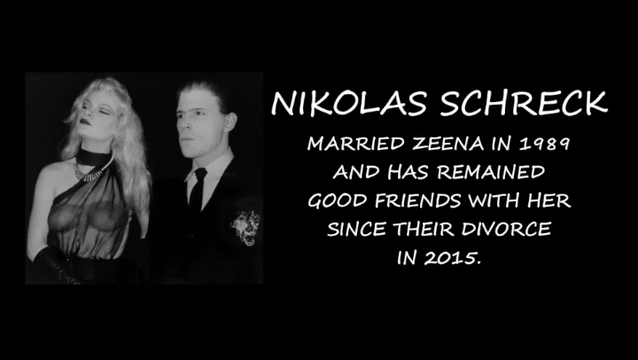 NIKOLAS SCHRECK
MARRIED ZEENA IN 1989
AND HAS REMAINED
GOOD FRIENDS WITH HER
SINCE THEIR DIVORCE
IN 2015.